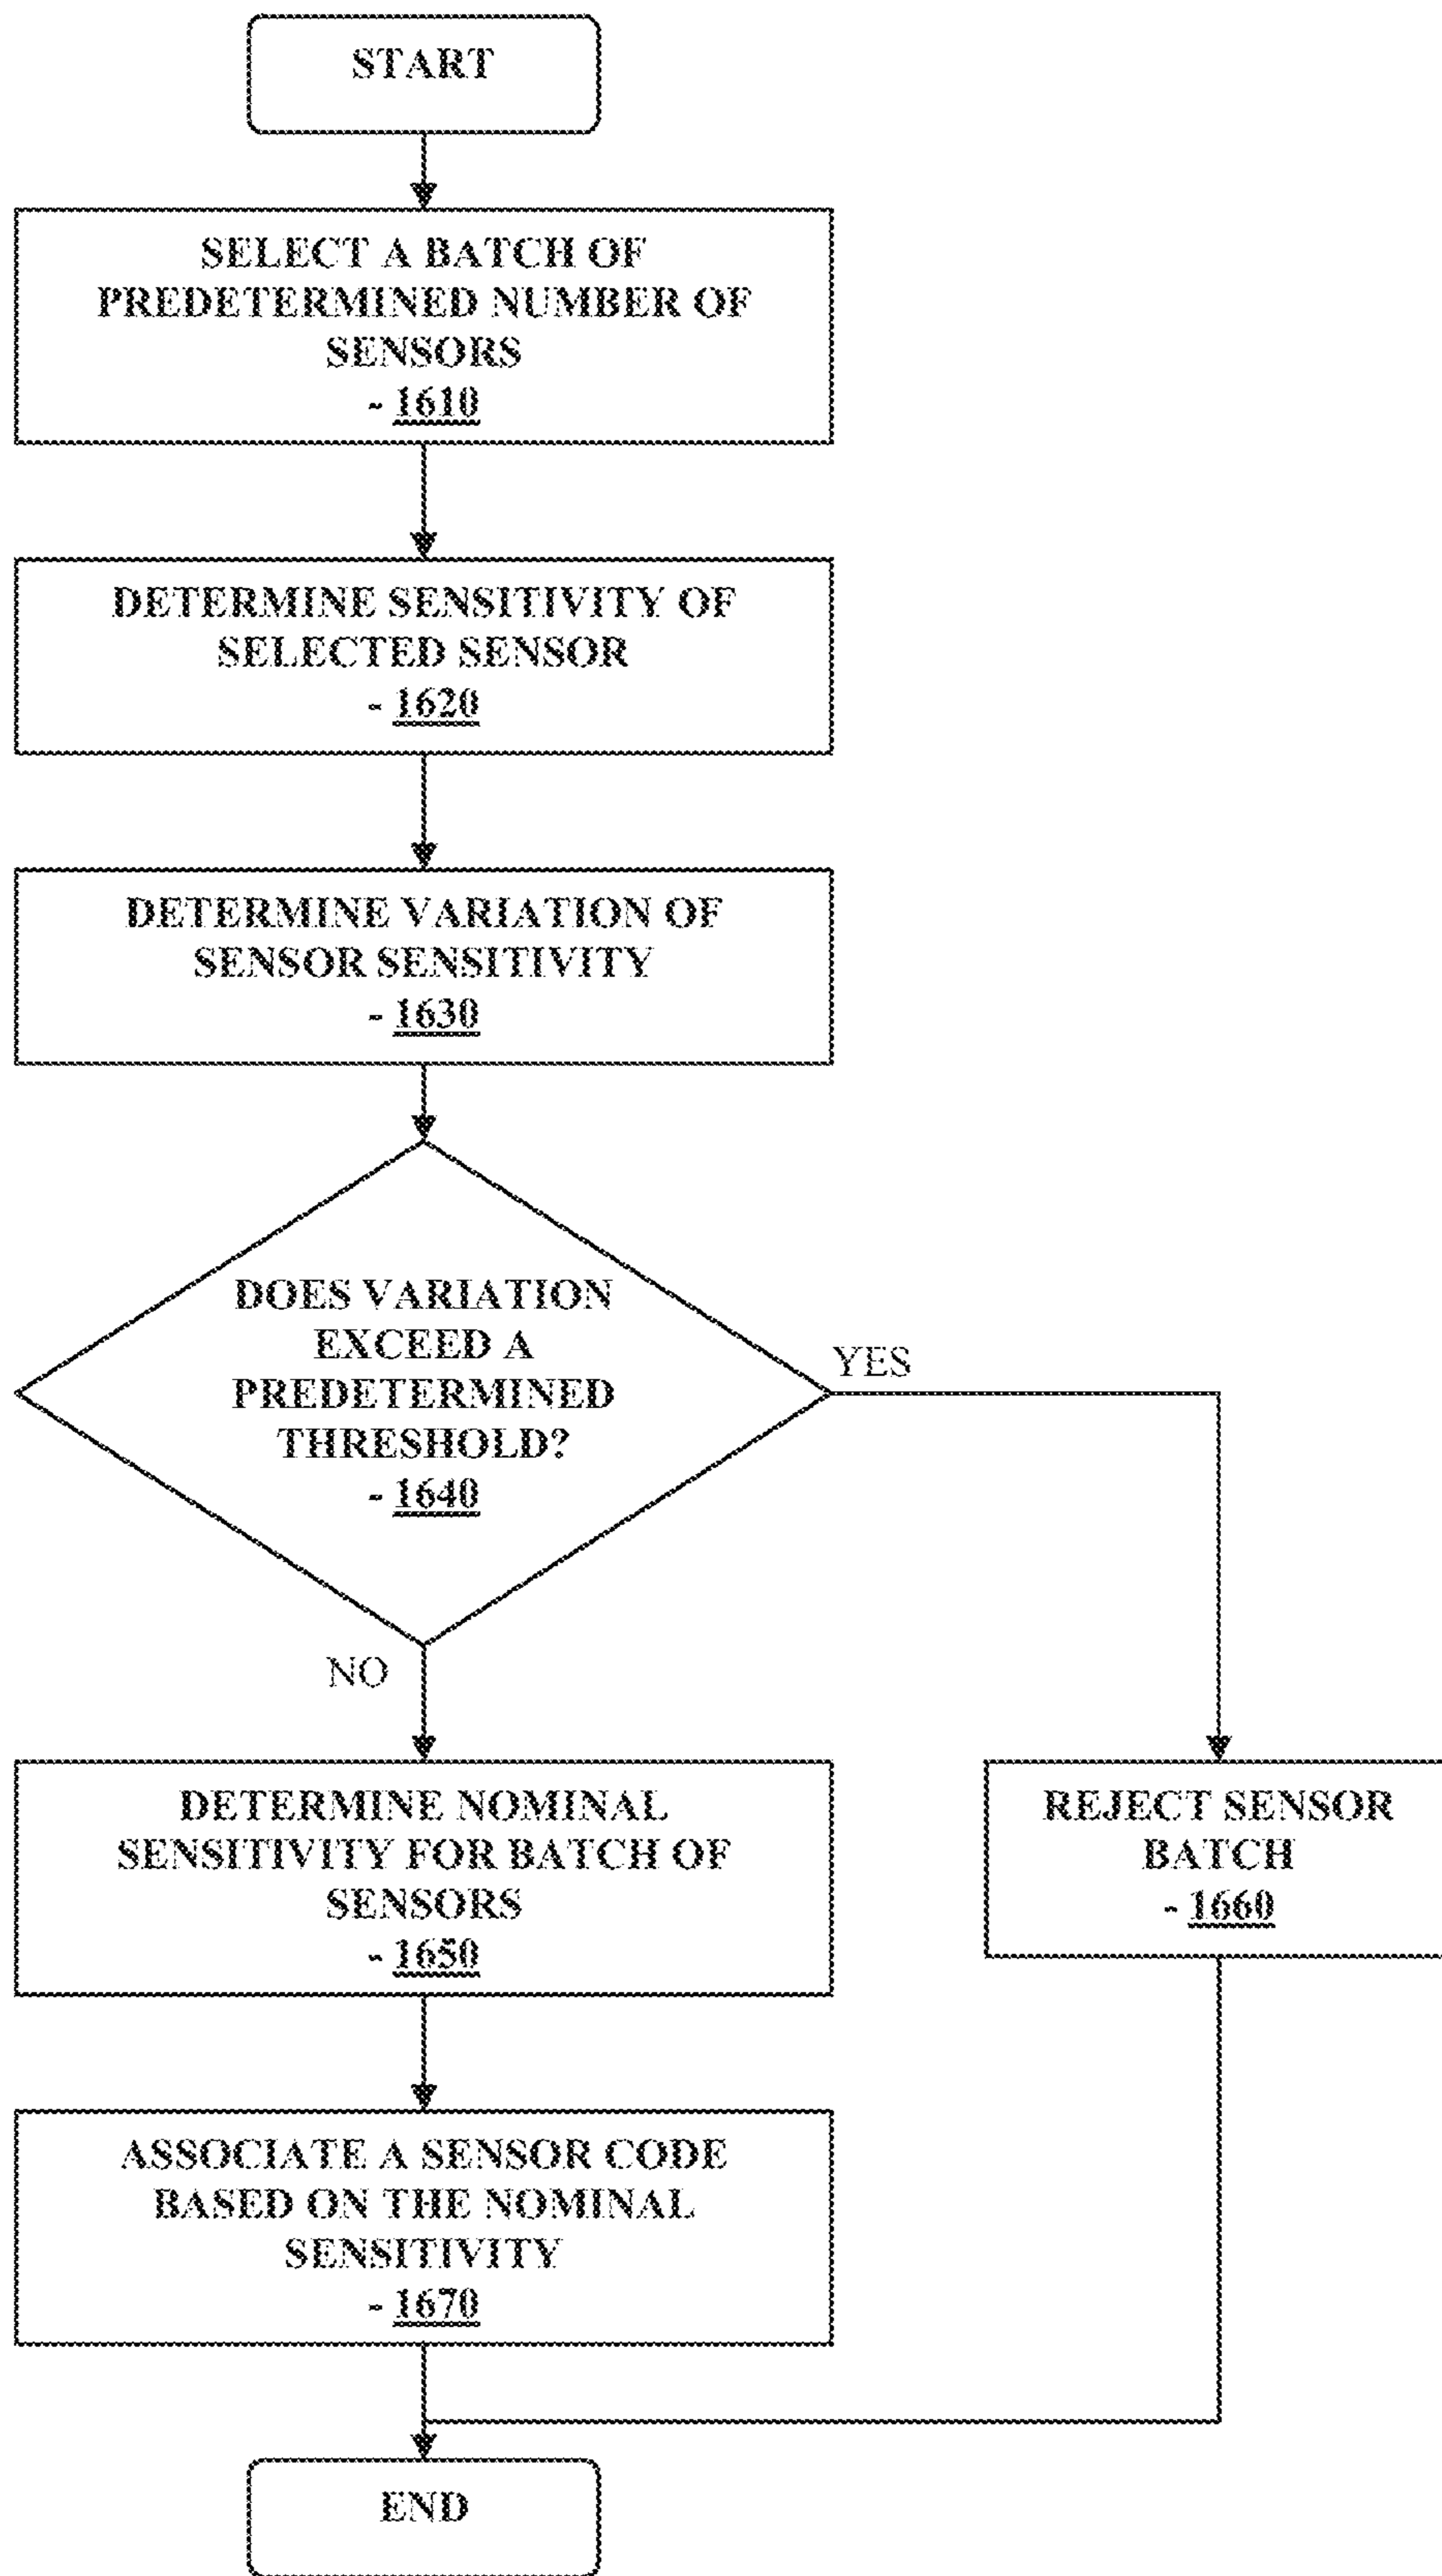 START
SELECT A BATCH OF
PREDETERMINED NUMBER OF
SENSORS
- 1610
DETERMINE SENSITIVITY OF
SELECTED SENSOR
- 1620
DETERMINE VARIATION OF
SENSOR SENSITIVITY
- 1630
DOES VARIATION
EXCEED A
PREDETERMINED
THRESHOLD?
- 1640
YES
NO
DETERMINE NOMINAL
SENSITIVITY FOR BATCH OF
SENSORS
- 1650
REJECT SENSOR
BATCH
- 1660
ASSOCIATE A SENSOR CODE
BASED ON THE NOMINAL
SENSITIVITY
- 1670
END